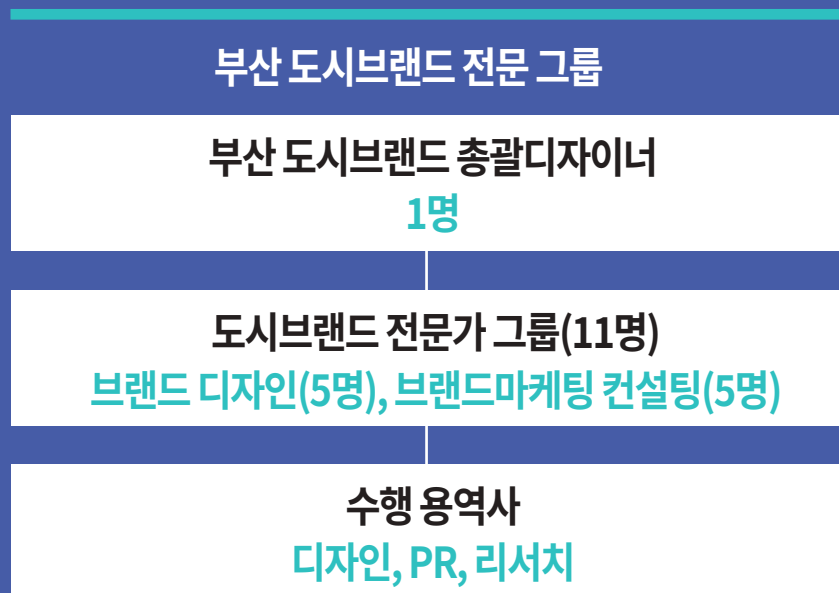 부산 도시브랜드 전문 그룹
부산 도시브랜드 총괄디자이너
1명
도시브랜드 전문가 그룹(11명)
브랜드 디자인(5명), 브랜드마케팅 컨설팅(5명)
수행 용역사
디자인, PR, 리서치